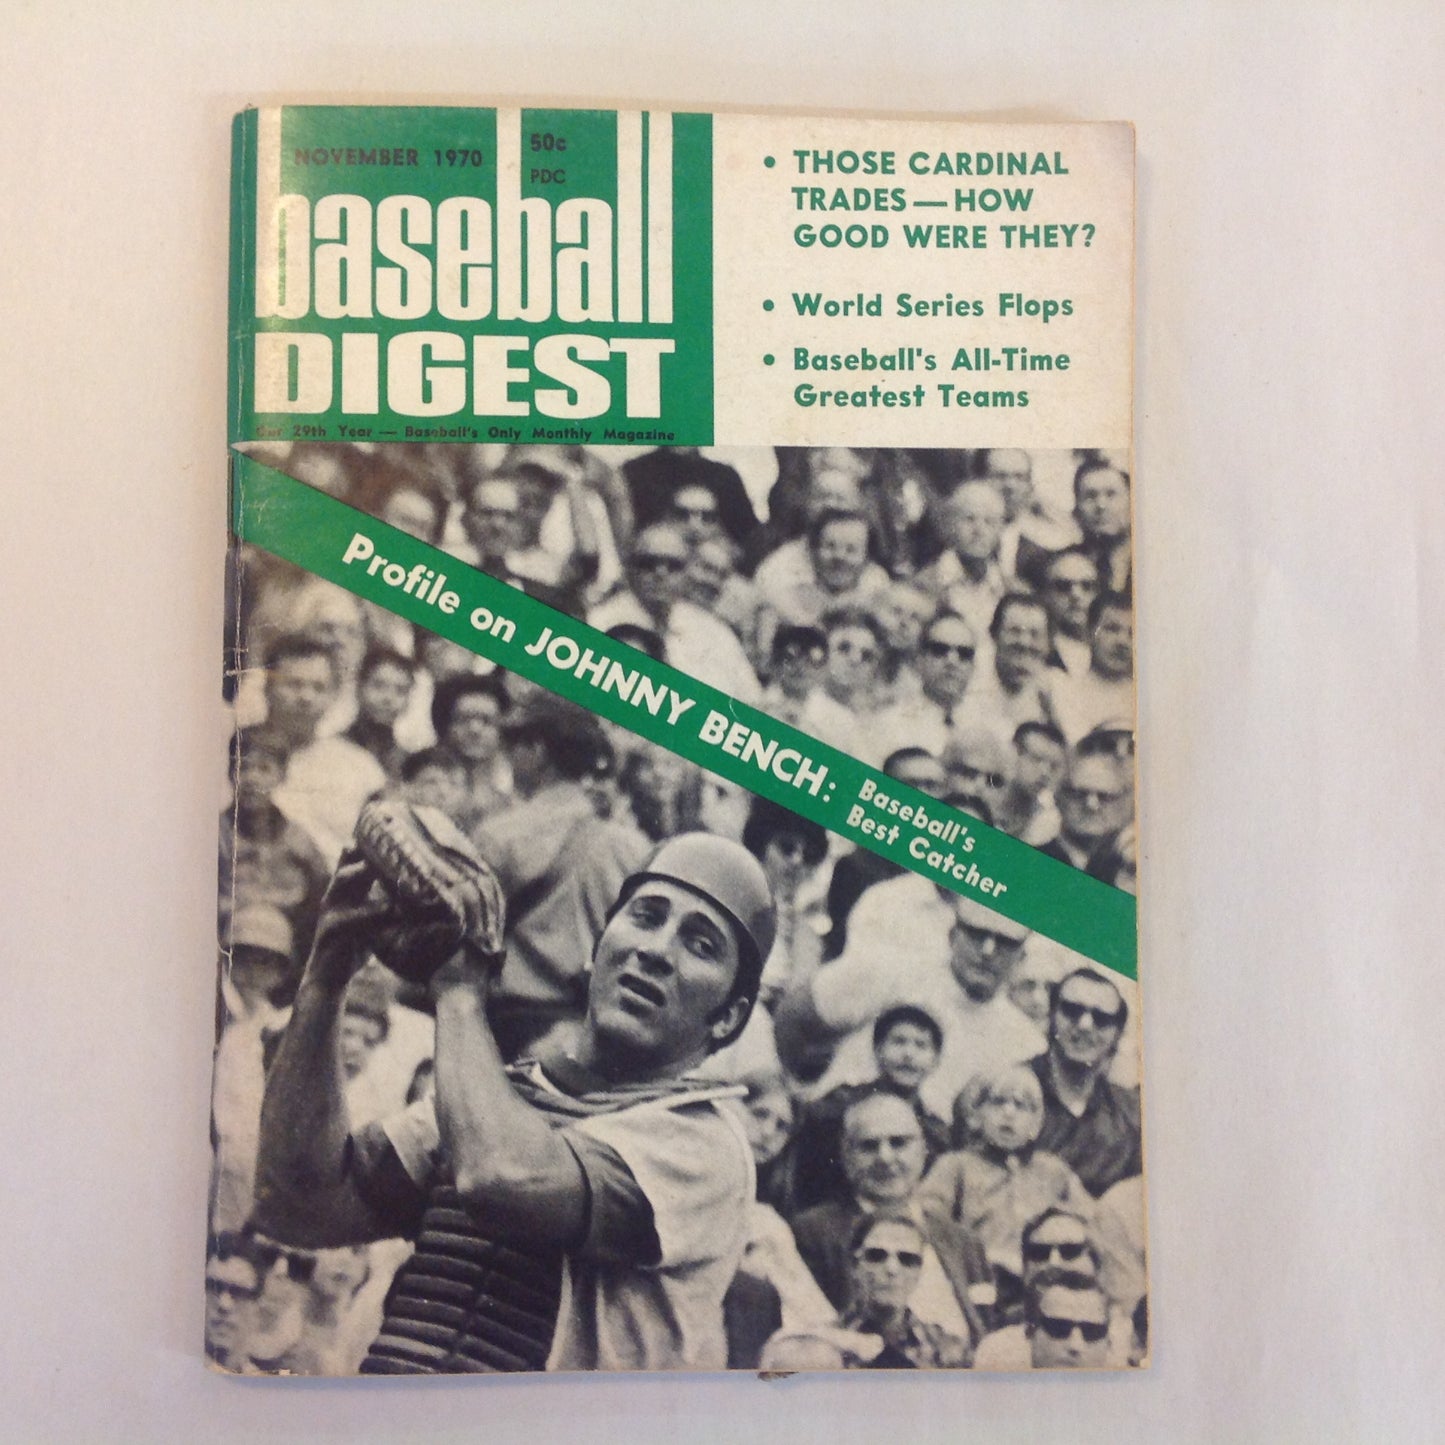 NOVEMBER 1970
50c
PDC
baseball
DIGEST
Our 29th Year — Baseball's Only Monthly Magazine
• THOSE CARDINAL
TRADES — HOW
GOOD WERE THEY?
• World Series Flops
• Baseball's All-Time
Greatest Teams
Profile on JOHNNY BENCH:
Baseball's
Best Catcher